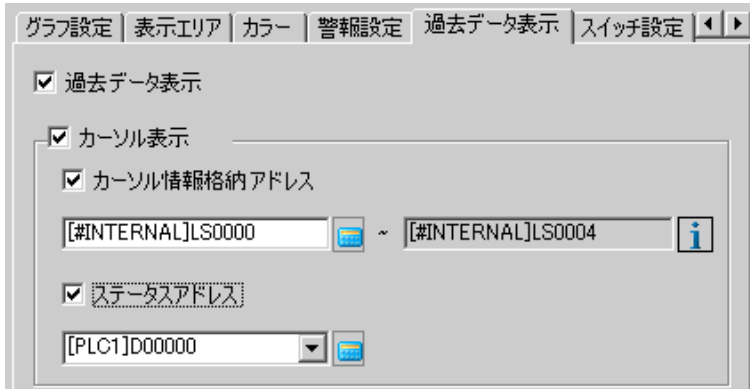 グラフ設定 表示エリア カラー 警報設定 過去データ表示 スイッチ設定
過去データ表示
カーソル表示
カーソル情報格納アドレス
[#INTERNAL]LS0000 ~ [#INTERNAL]LS0004
ステータスアドレス
[PLC1]D00000